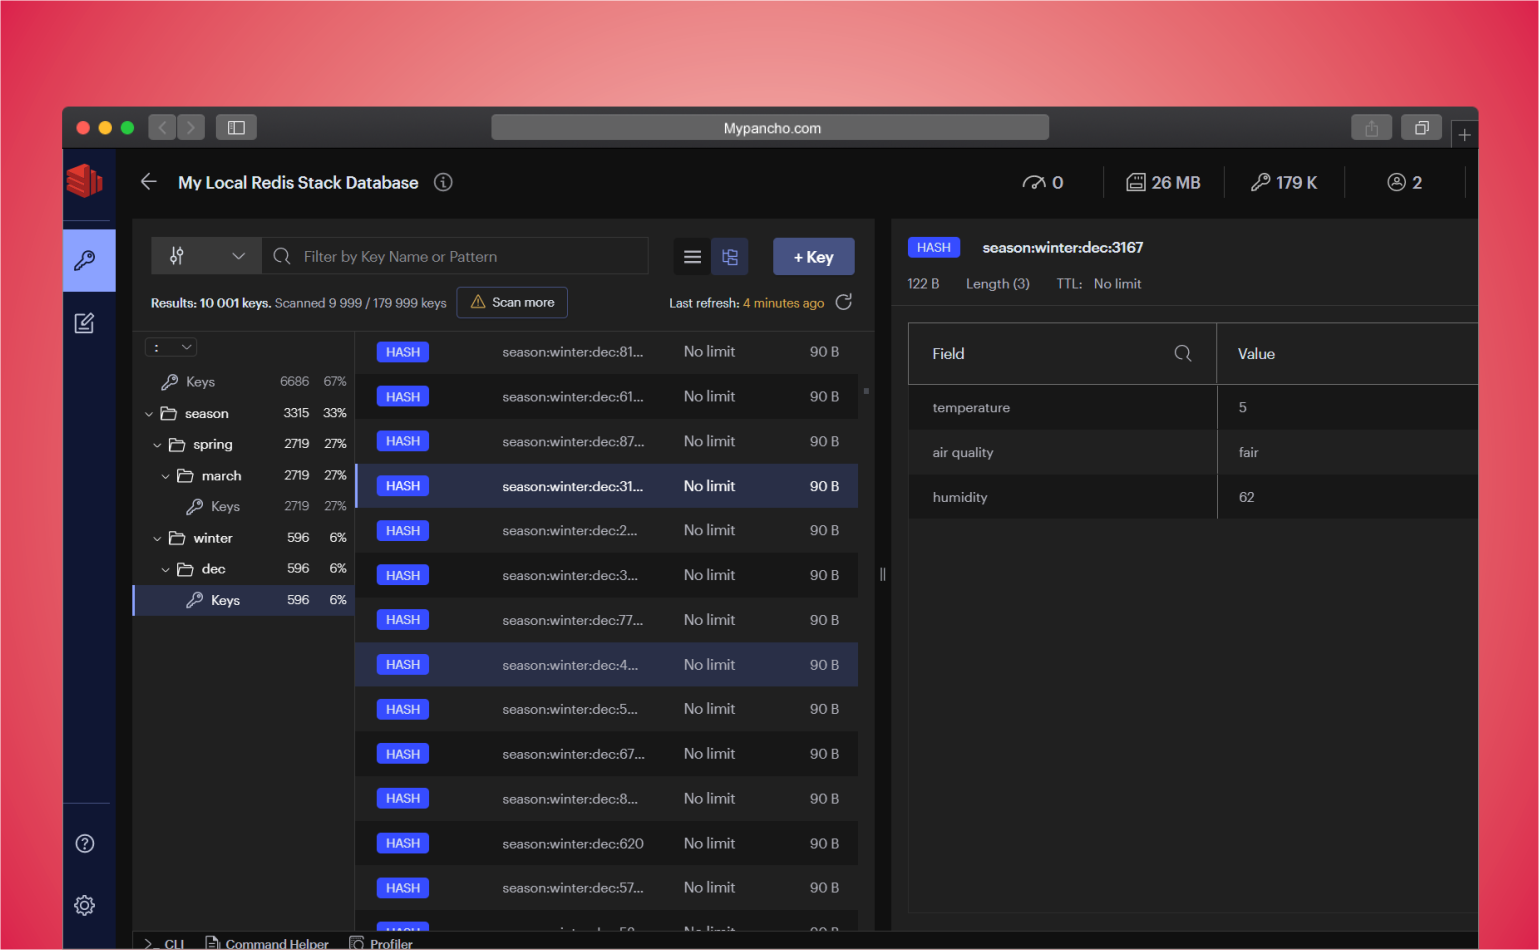 Mypancho.com
My Local Redis Stack Database
0
26 MB
179 K
2
Filter by Key Name or Pattern
+ Key
Results: 10 001 keys. Scanned 9 999 / 179 999 keys
Scan more
Last refresh: 4 minutes ago
:
Keys 6686 67%
season 3315 33%
spring 2719 27%
march 2719 27%
Keys 2719 27%
winter 596 6%
dec 596 6%
Keys 596 6%
HASH season:winter:dec:81... No limit 90 B
HASH season:winter:dec:61... No limit 90 B
HASH season:winter:dec:87... No limit 90 B
HASH season:winter:dec:31... No limit 90 B
HASH season:winter:dec:2... No limit 90 B
HASH season:winter:dec:3... No limit 90 B
HASH season:winter:dec:77... No limit 90 B
HASH season:winter:dec:4... No limit 90 B
HASH season:winter:dec:5... No limit 90 B
HASH season:winter:dec:67... No limit 90 B
HASH season:winter:dec:8... No limit 90 B
HASH season:winter:dec:620 No limit 90 B
HASH season:winter:dec:57... No limit 90 B
HASH No limit 90 B
HASH season:winter:dec:3167
122 B Length (3) TTL: No limit
Field Value
temperature 5
air quality fair
humidity 62
>_ CLI Command Helper Profiler